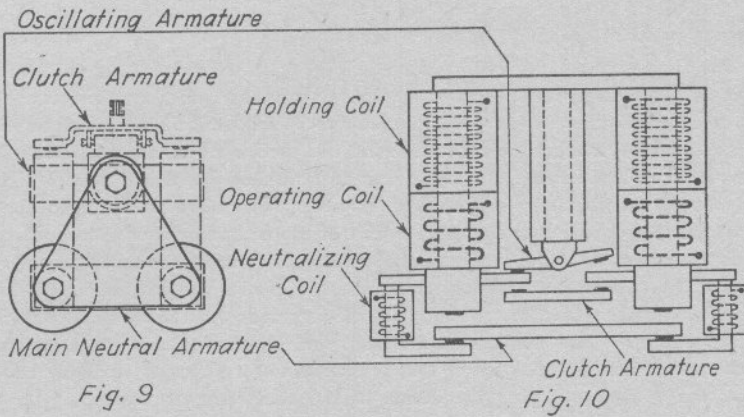 Oscillating Armature
Clutch Armature
Holding Coil
Operating Coil
Neutralizing
Coil
Main Neutral Armature
Clutch Armature
Fig. 9
Fig. 10